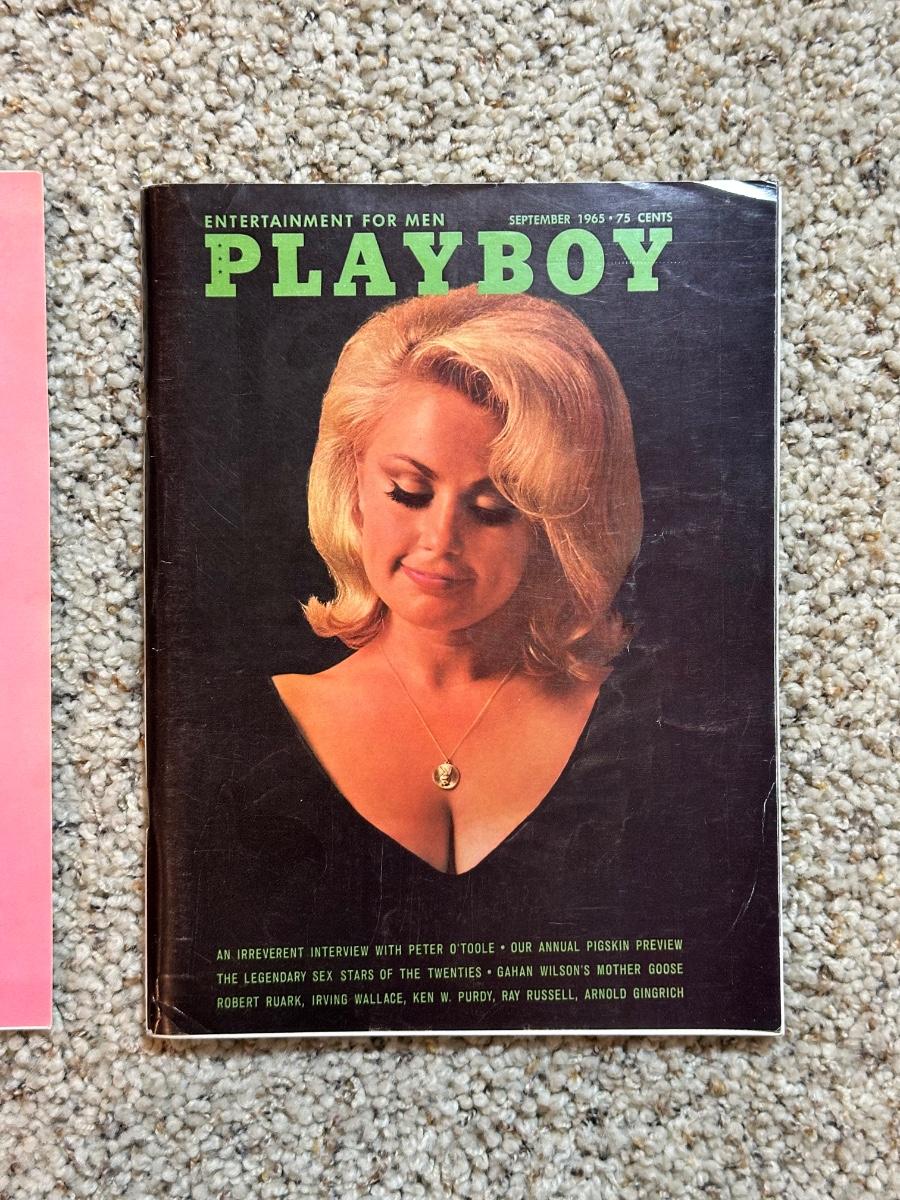 ENTERTAINMENT FOR MEN SEPTEMBER 1965 • 75 CENTS
PLAYBOY
AN IRREVERENT INTERVIEW WITH PETER O'TOOLE • OUR ANNUAL PIGSKIN PREVIEW
THE LEGENDARY SEX STARS OF THE TWENTIES • GAHAN WILSON'S MOTHER GOOSE
ROBERT RUARK, IRVING WALLACE, KEN W. PURDY, RAY RUSSELL, ARNOLD GINGRICH